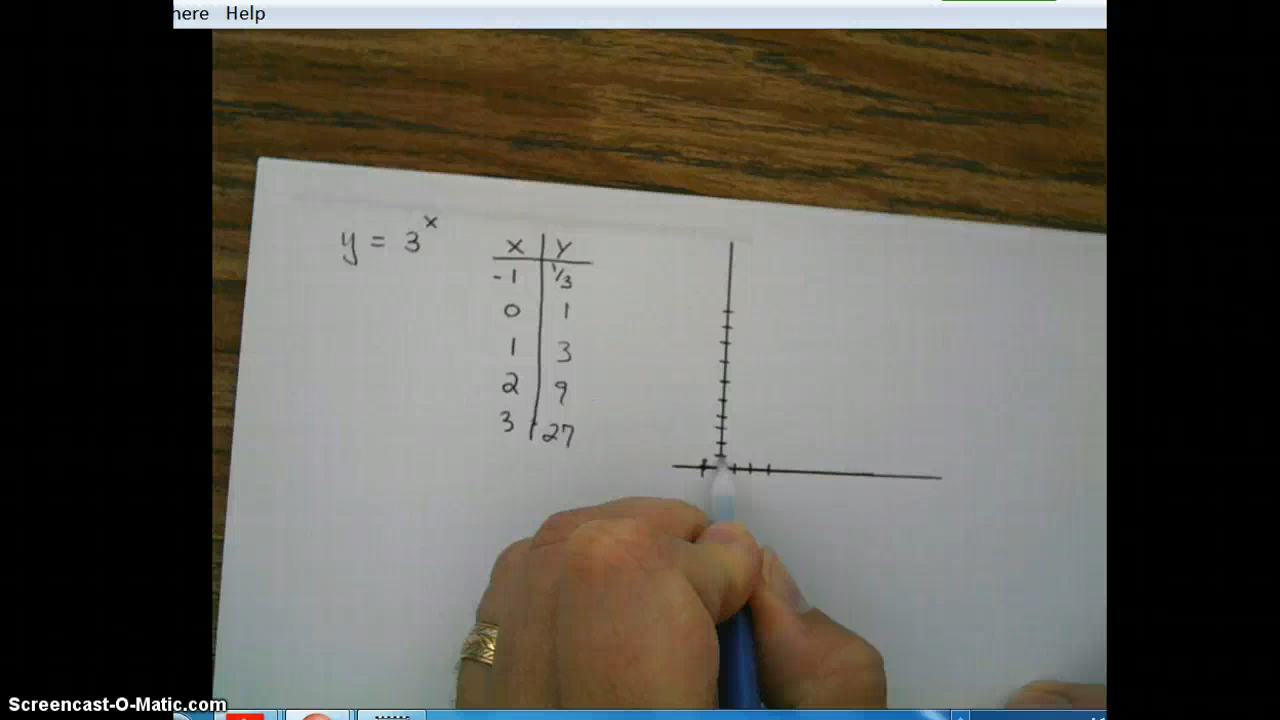 here Help
y = 3^x
X Y
-1 1/3
0 1
1 3
2 9
3 27
Screencast-O-Matic.com